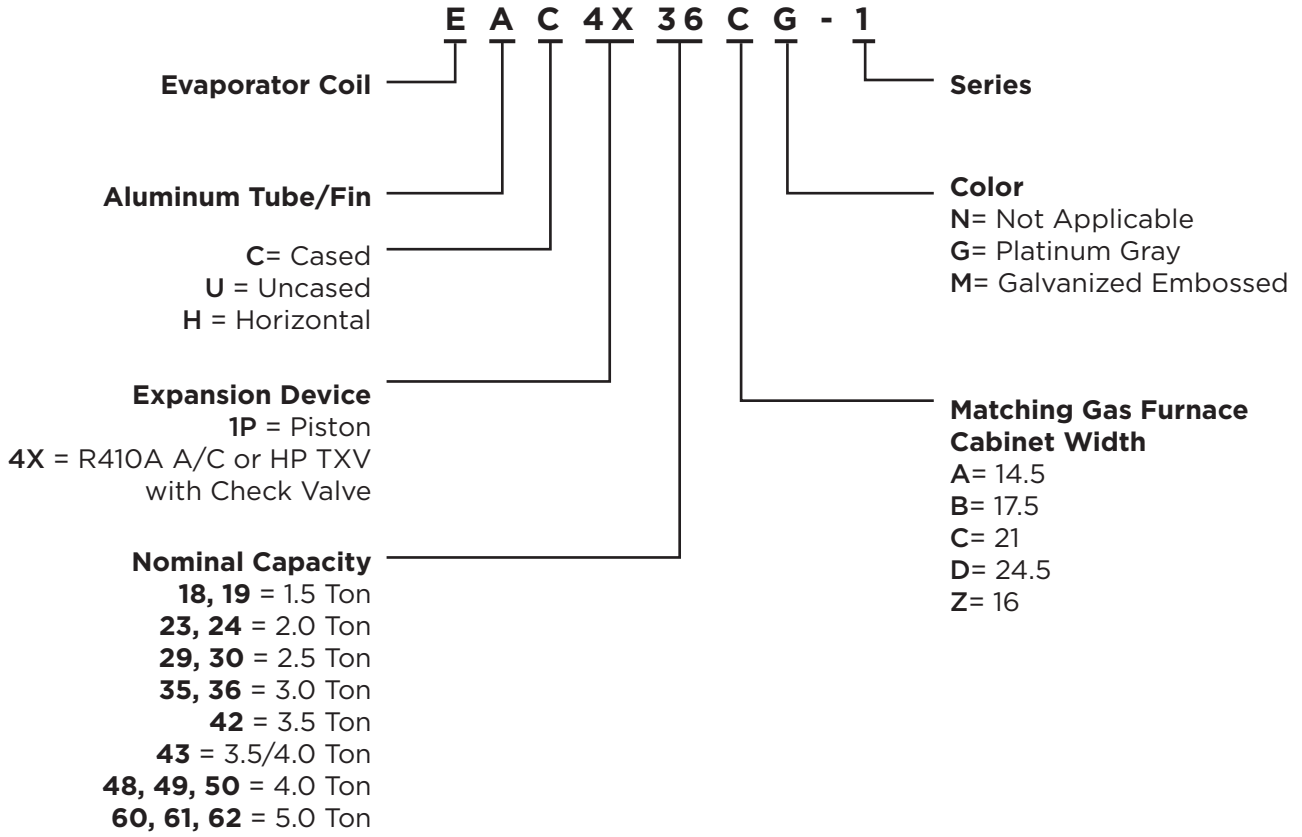 E A C 4X 36 C G - 1
Evaporator Coil
Aluminum Tube/Fin
C= Cased
U = Uncased
H = Horizontal
Expansion Device
1P = Piston
4X = R410A A/C or HP TXV
with Check Valve
Nominal Capacity
18, 19 = 1.5 Ton
23, 24 = 2.0 Ton
29, 30 = 2.5 Ton
35, 36 = 3.0 Ton
42 = 3.5 Ton
43 = 3.5/4.0 Ton
48, 49, 50 = 4.0 Ton
60, 61, 62 = 5.0 Ton
Series
Color
N= Not Applicable
G= Platinum Gray
M= Galvanized Embossed
Matching Gas Furnace
Cabinet Width
A= 14.5
B= 17.5
C= 21
D= 24.5
Z= 16